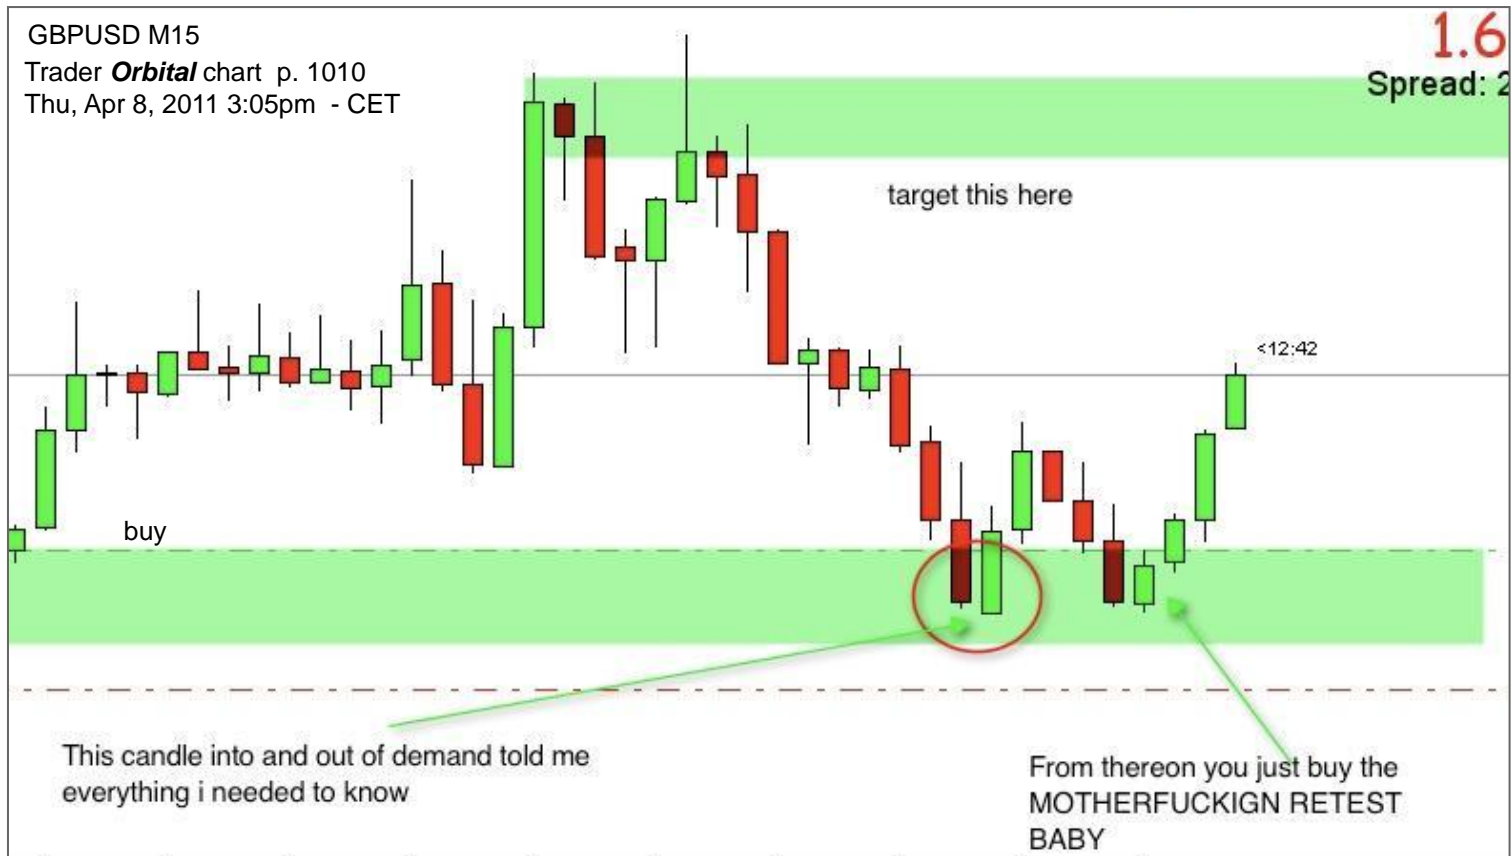 GBPUSD M15
Trader Orbital chart p. 1010
Thu, Apr 8, 2011 3:05pm - CET
1.6
Spread: 2
target this here
<12:42
buy
This candle into and out of demand told me
everything i needed to know
From thereon you just buy the
MOTHERFUCKIGN RETEST
BABY